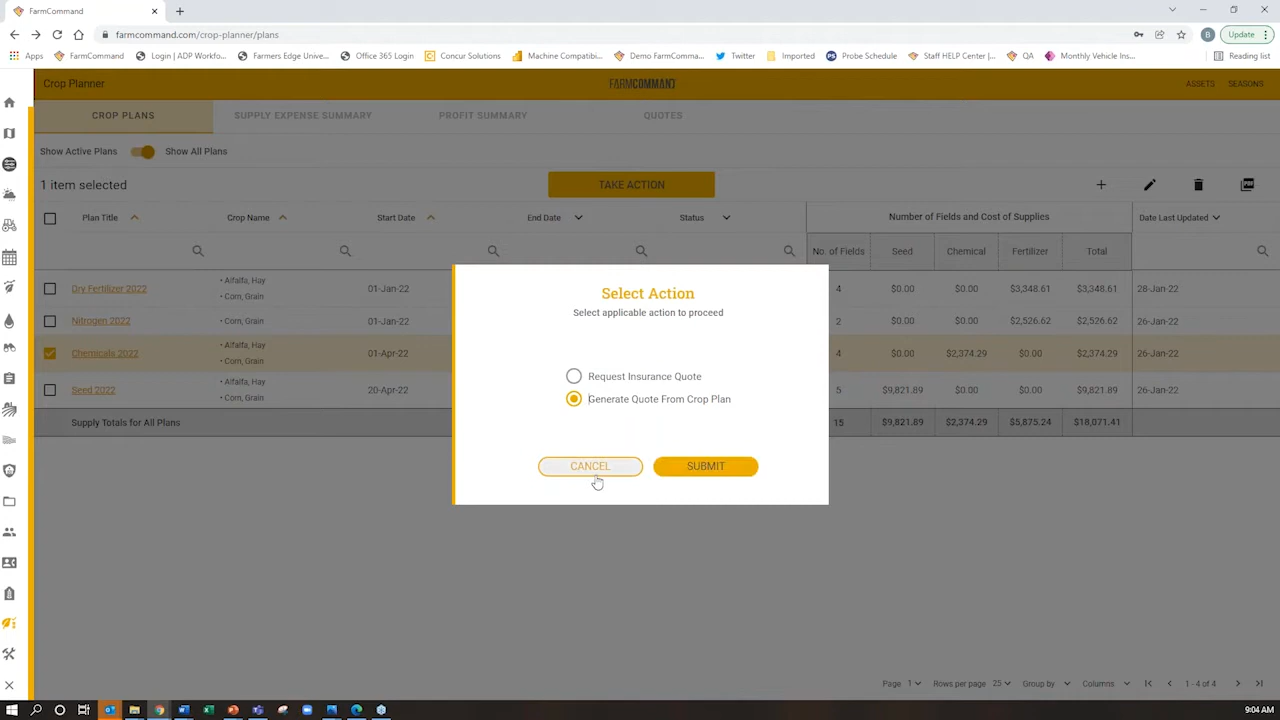 FarmCommand
farmcommand.com/crop-planner/plans
Update
Apps
FarmCommand
Login | ADP Workfo...
Farmers Edge Unive...
Office 365 Login
Concur Solutions
Machine Compatibi...
Demo FarmComma...
Twitter
Imported
Probe Schedule
Staff HELP Center |...
QA
Monthly Vehicle Ins...
Reading list
Crop Planner
FARMCOMMAND
ASSETS
SEASONS
CROP PLANS
SUPPLY EXPENSE SUMMARY
PROFIT SUMMARY
QUOTES
Show Active Plans
Show All Plans
1 item selected
TAKE ACTION
Plan Title
Crop Name
Start Date
End Date
Status
Number of Fields and Cost of Supplies
Date Last Updated
No. of Fields
Seed
Chemical
Fertilizer
Total
Dry Fertilizer 2022
• Alfalfa, Hay
• Corn, Grain
01-Jan-22
4
$0.00
$0.00
$3,348.61
$3,348.61
28-Jan-22
Nitrogen 2022
• Corn, Grain
01-Jan-22
2
$0.00
$0.00
$2,526.62
$2,526.62
26-Jan-22
Chemicala 2022
• Alfalfa, Hay
• Corn, Grain
01-Apr-22
4
$0.00
$2,374.29
$0.00
$2,374.29
26-Jan-22
Seed 2022
• Alfalfa, Hay
• Corn, Grain
20-Apr-22
5
$9,821.89
$0.00
$0.00
$9,821.89
26-Jan-22
Supply Totals for All Plans
15
$9,821.89
$2,374.29
$5,875.24
$18,071.41
Select Action
Select applicable action to proceed
Request Insurance Quote
Generate Quote From Crop Plan
CANCEL
SUBMIT
Page 1
Rows per page 25
Group by
Columns
1 - 4 of 4
9:04 AM